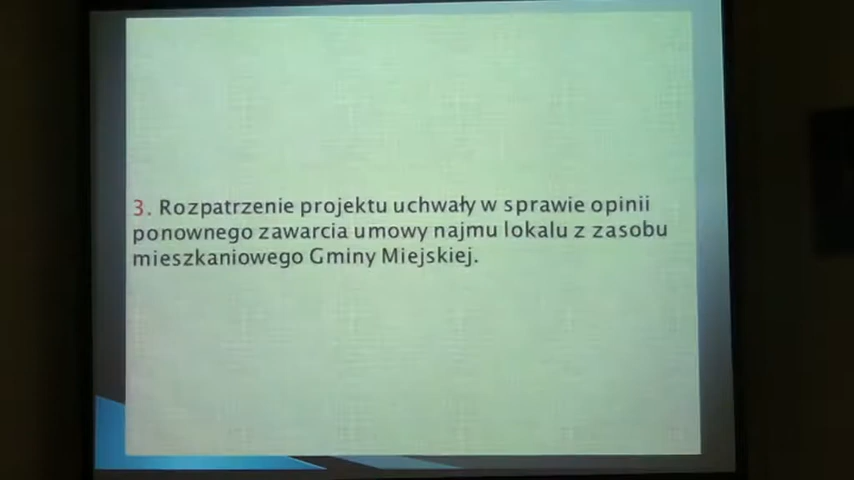 3. Rozpatrzenie projektu uchwały w sprawie opinii
ponownego zawarcia umowy najmu lokalu z zasobu
mieszkaniowego Gminy Miejskiej.